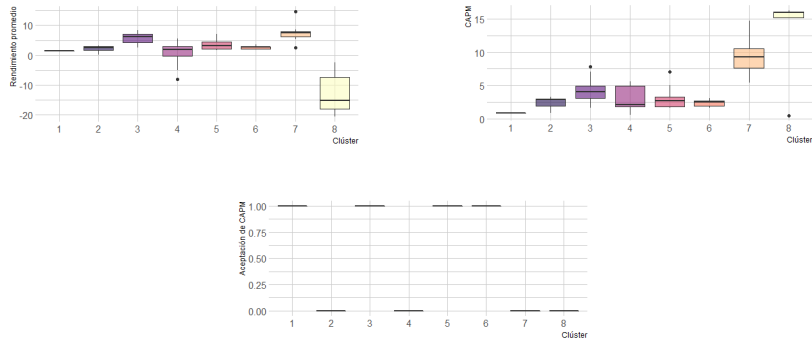 Rendimiento promedio
10
0
-10
-20
1 2 3 4 5 6 7 8
Clúster
CAPM
15
10
5
0
1 2 3 4 5 6 7 8
Clúster
Aceptación de CAPM
1.00
0.75
0.50
0.25
0.00
1 2 3 4 5 6 7 8
Clúster